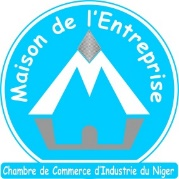 Maison de l'Entreprise
Chambre de Commerce d'Industrie du Niger